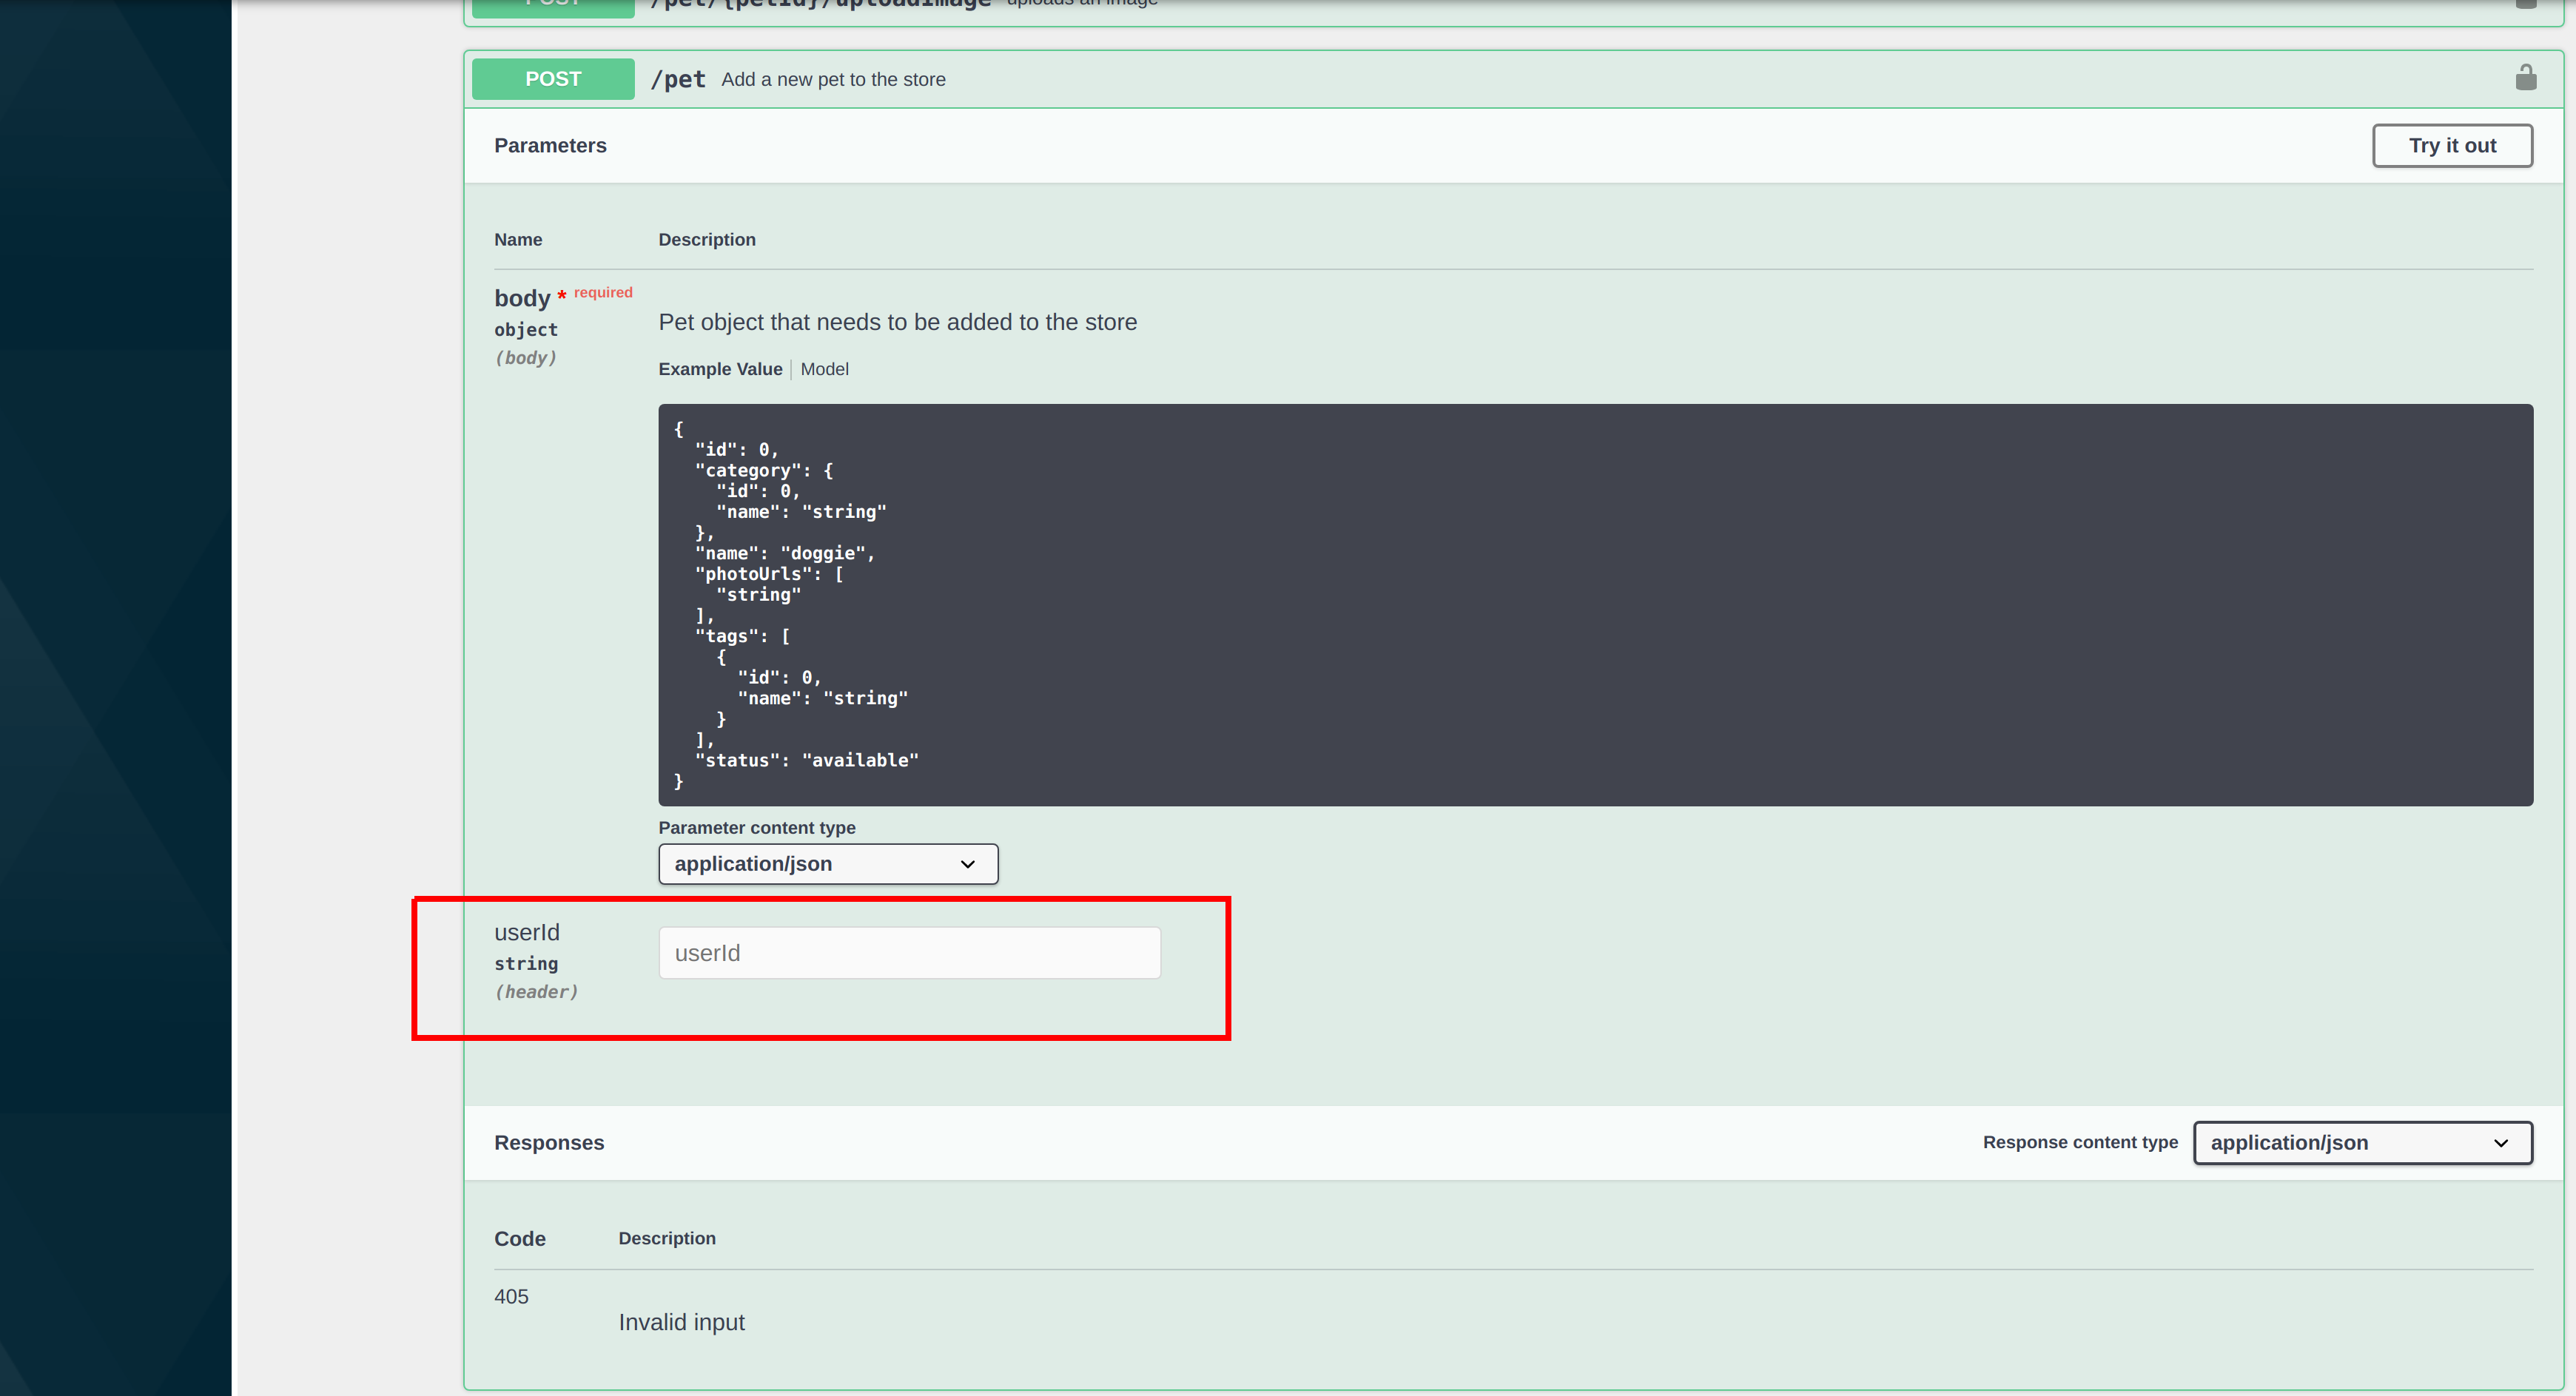 POST /pet/{petId}/uploadImage uploads an image
POST /pet Add a new pet to the store
Parameters
Try it out
Name Description
body * required
object
(body)
Pet object that needs to be added to the store
Example Value Model
{
  "id": 0,
  "category": {
    "id": 0,
    "name": "string"
  },
  "name": "doggie",
  "photoUrls": [
    "string"
  ],
  "tags": [
    {
      "id": 0,
      "name": "string"
    }
  ],
  "status": "available"
}
Parameter content type
application/json
userId
string
(header)
userId
Responses
Response content type application/json
Code Description
405
Invalid input